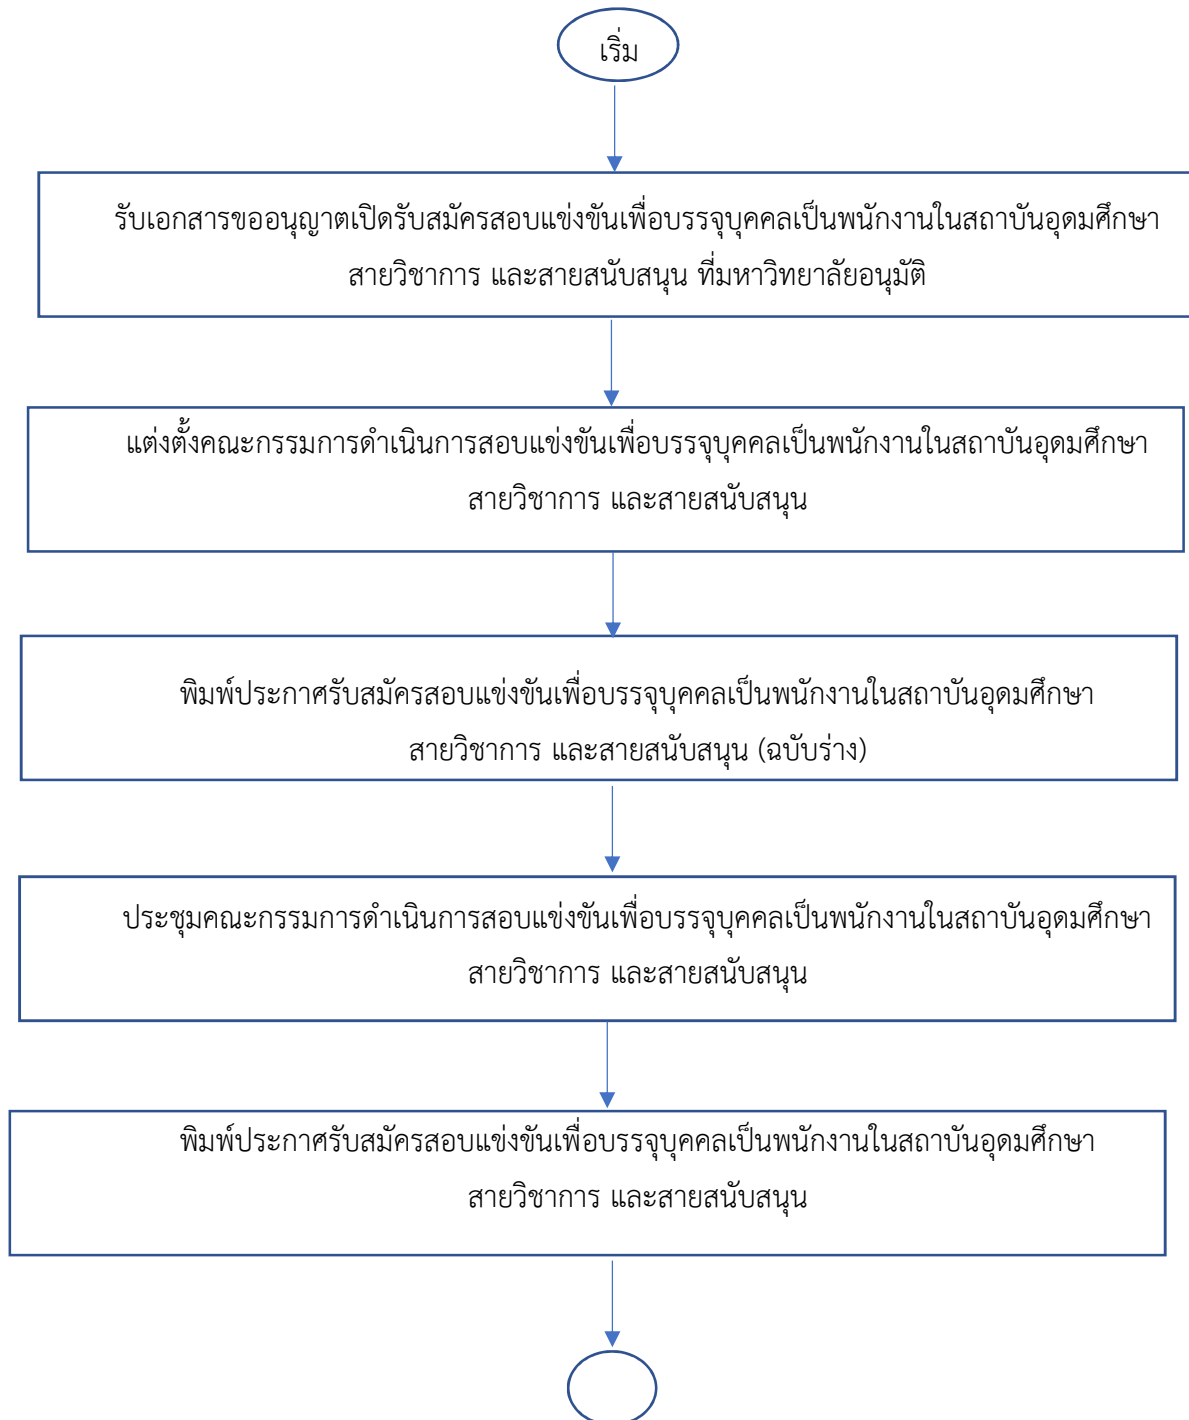 เริ่ม
รับเอกสารขออนุญาตเปิดรับสมัครสอบแข่งขันเพื่อบรรจุบุคคลเป็นพนักงานในสถาบันอุดมศึกษา
สายวิชาการ และสายสนับสนุน ที่มหาวิทยาลัยอนุมัติ
แต่งตั้งคณะกรรมการดำเนินการสอบแข่งขันเพื่อบรรจุบุคคลเป็นพนักงานในสถาบันอุดมศึกษา
สายวิชาการ และสายสนับสนุน
พิมพ์ประกาศรับสมัครสอบแข่งขันเพื่อบรรจุบุคคลเป็นพนักงานในสถาบันอุดมศึกษา
สายวิชาการ และสายสนับสนุน (ฉบับร่าง)
ประชุมคณะกรรมการดำเนินการสอบแข่งขันเพื่อบรรจุบุคคลเป็นพนักงานในสถาบันอุดมศึกษา
สายวิชาการ และสายสนับสนุน
พิมพ์ประกาศรับสมัครสอบแข่งขันเพื่อบรรจุบุคคลเป็นพนักงานในสถาบันอุดมศึกษา
สายวิชาการ และสายสนับสนุน